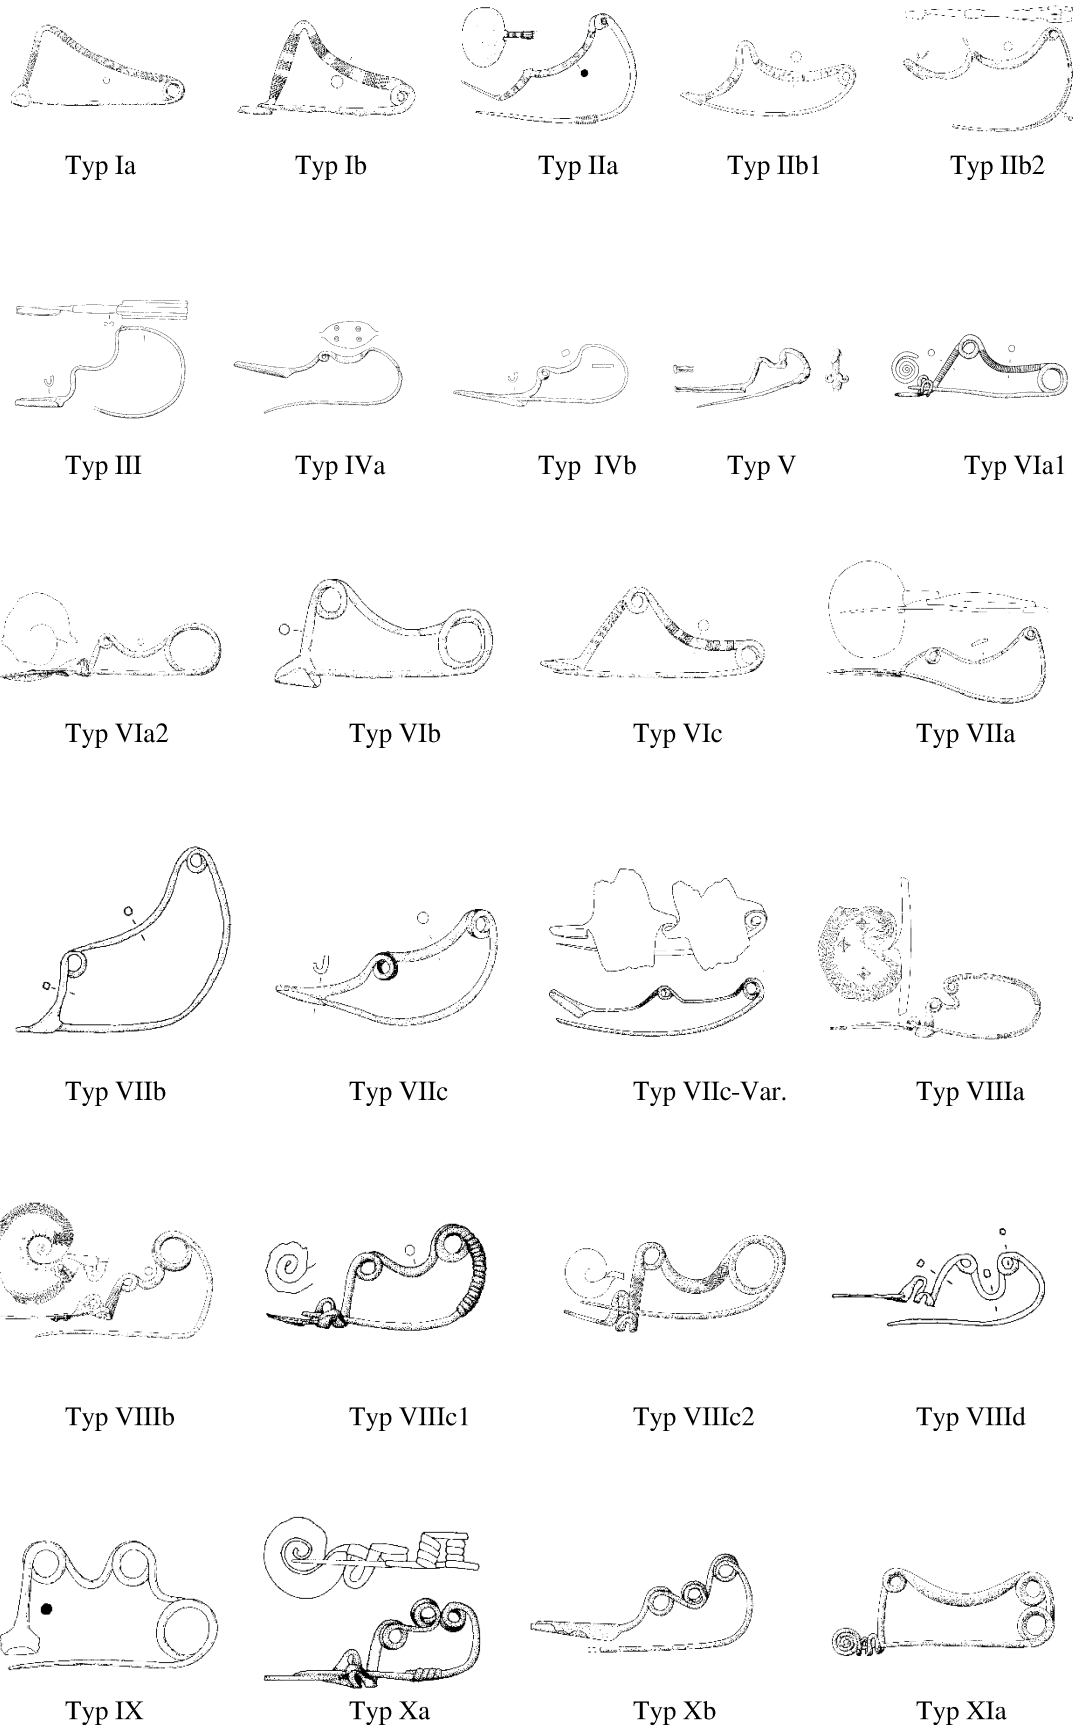 Typ Ia Typ Ib Typ IIa Typ IIb1 Typ IIb2
Typ III Typ IVa Typ IVb Typ V Typ VIa1
Typ VIa2 Typ VIb Typ VIc Typ VIIa
Typ VIIb Typ VIIc Typ VIIc-Var. Typ VIIIa
Typ VIIIb Typ VIIIc1 Typ VIIIc2 Typ VIIId
Typ IX Typ Xa Typ Xb Typ XIa